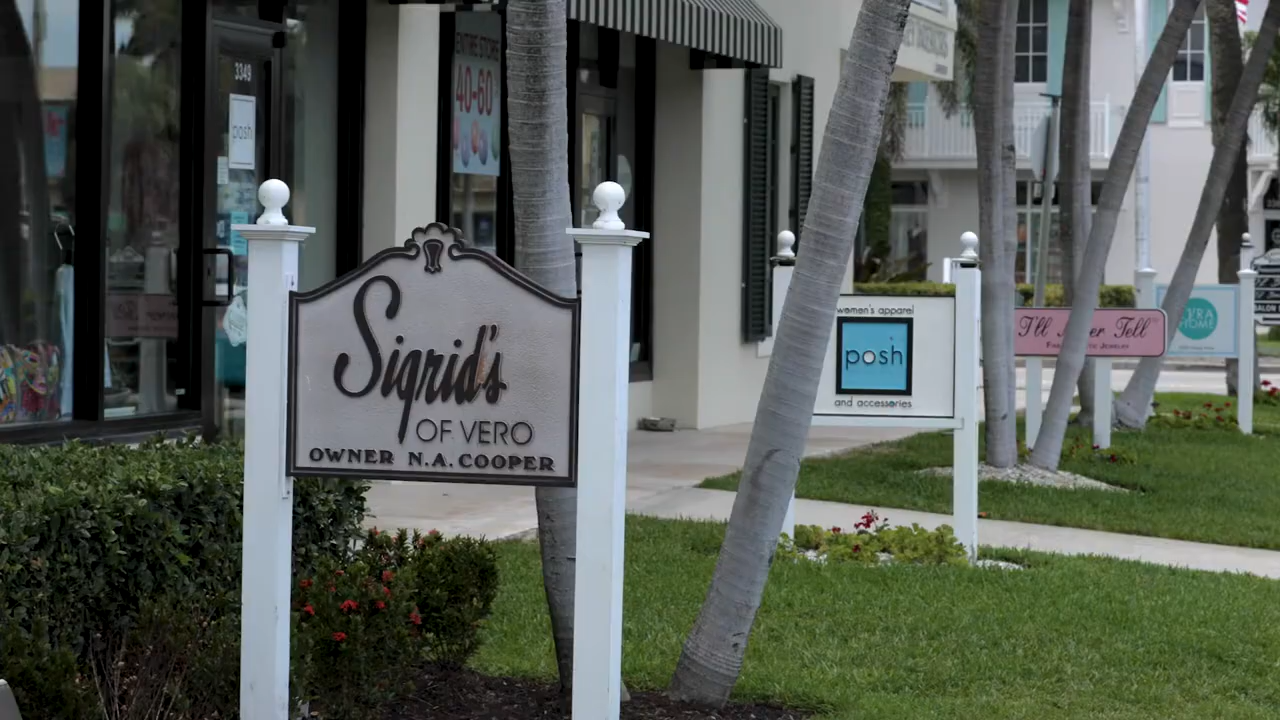 3349
posh
ENTIRE STORE
40-60
Sigrid's
OF VERO
OWNER N.A. COOPER
women's apparel
posh
and accessories
I'll Never Tell
HOME